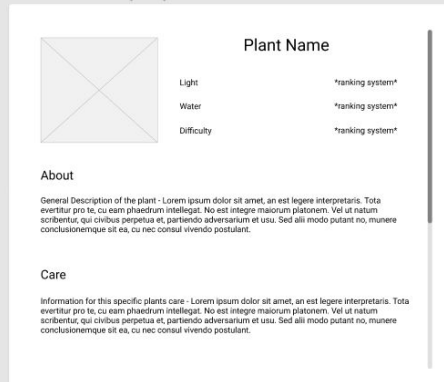 Plant Name
Light *ranking system*
Water *ranking system*
Difficulty *ranking system*
About
General Description of the plant - Lorem ipsum dolor sit amet, an est legere interpretaris. Tota
evertitur pro te, cu eam phaedrum intellegat. No est integre maiorum platonem. Vel ut natum
scribentur, qui civibus perpetua et, partiendo adversarium et usu. Sed alii modo putant no, munere
conclusionemque sit ea, cu nec consul vivendo postulant.
Care
Information for this specific plants care - Lorem ipsum dolor sit amet, an est legere interpretaris. Tota
evertitur pro te, cu eam phaedrum intellegat. No est integre maiorum platonem. Vel ut natum
scribentur, qui civibus perpetua et, partiendo adversarium et usu. Sed alii modo putant no, munere
conclusionemque sit ea, cu nec consul vivendo postulant.